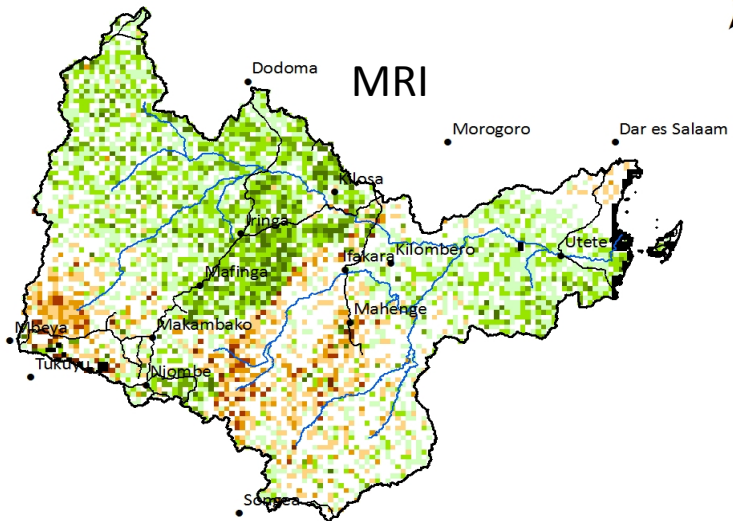 Dodoma
MRI
Morogoro
Dar es Salaam
Kilosa
Iringa
Utete
Ifakara
Kilombero
Mafinga
Mahenge
Mbeya
Makambako
Tukuyu
Njombe
Songea